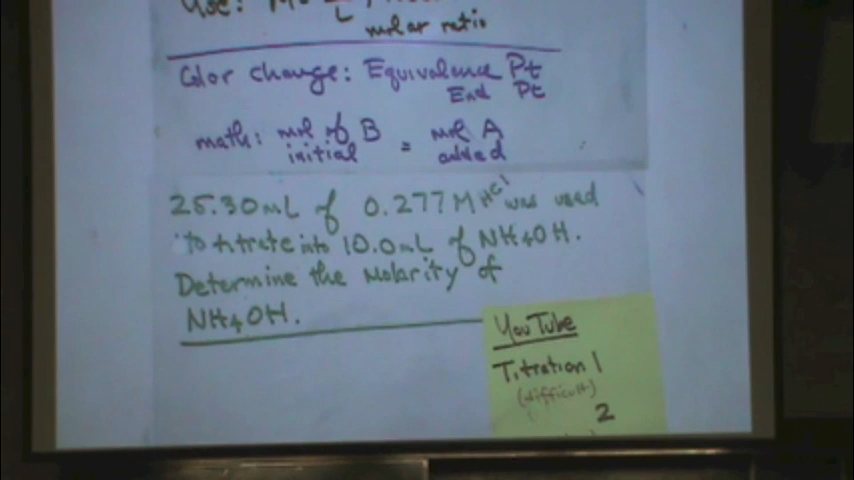 Use: M =
L
molar ratio
Color change: Equivalence Pt
End Pt
math: mol of B = mol A
initial added
25.30 mL of 0.277 M HCl was used
to titrate into 10.0 mL of NH4OH.
Determine the Molarity of
NH4OH.
YouTube
Titration 1
(difficult)
2